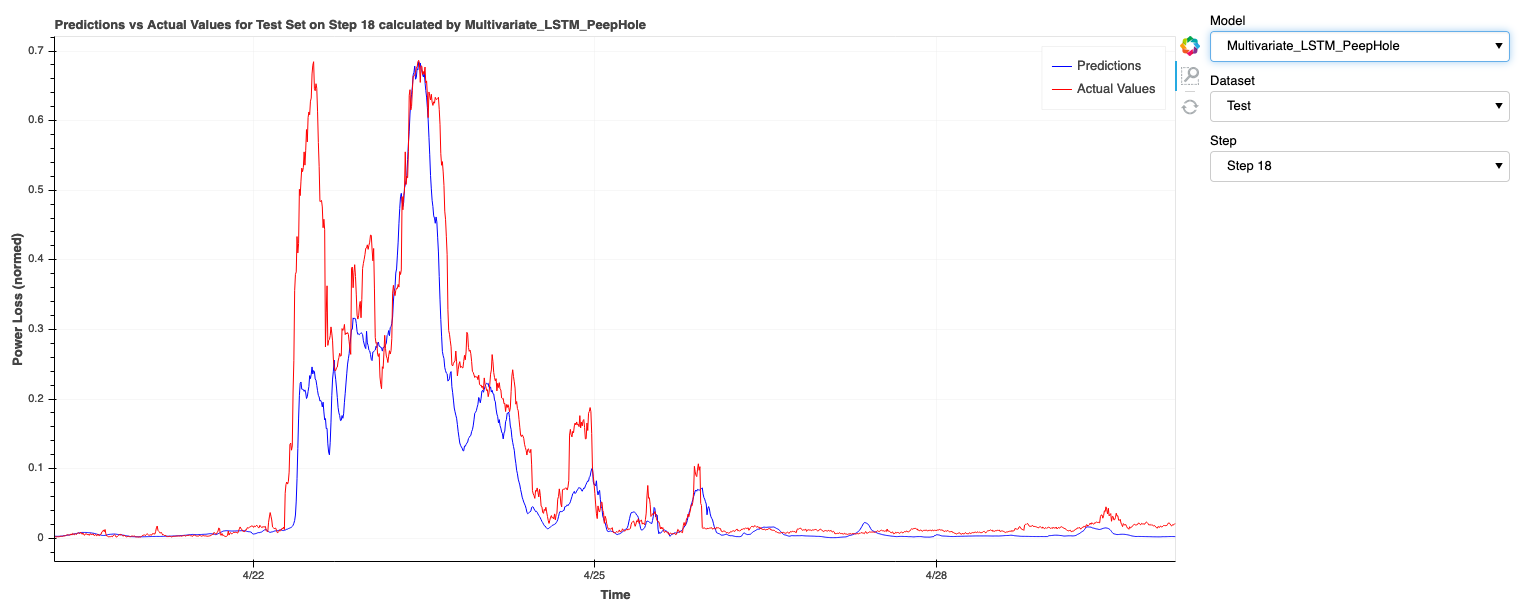 Predictions vs Actual Values for Test Set on Step 18 calculated by Multivariate_LSTM_PeepHole
Model
Multivariate_LSTM_PeepHole
Dataset
Test
Step
Step 18
Predictions
Actual Values
Power Loss (normed)
0.7
0.6
0.5
0.4
0.3
0.2
0.1
0
4/22
4/25
4/28
Time